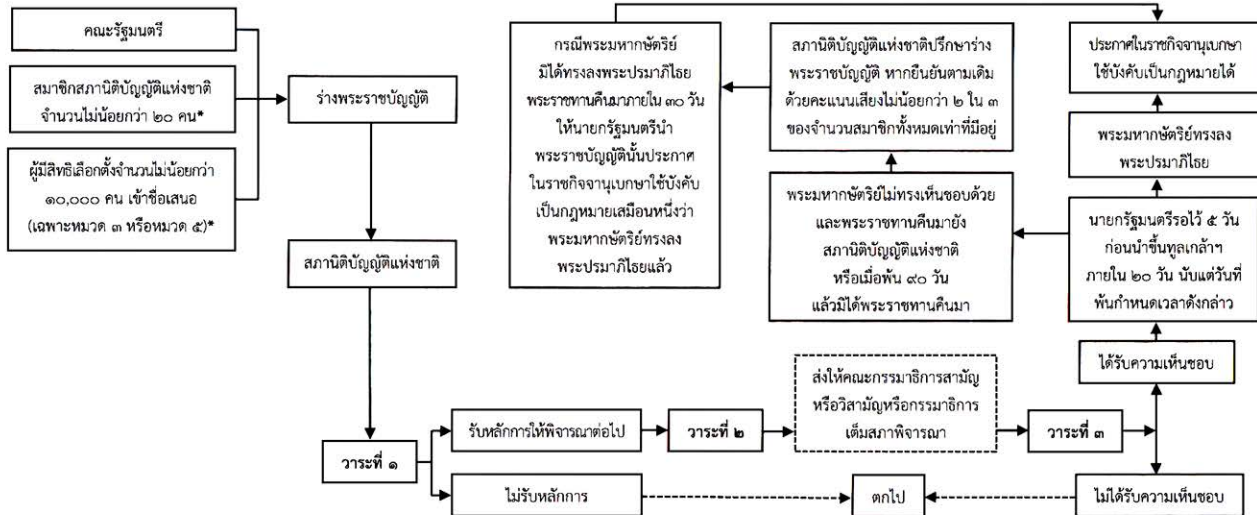 คณะรัฐมนตรี
สมาชิกสภานิติบัญญัติแห่งชาติ
จำนวนไม่น้อยกว่า ๒๐ คน*
ผู้มีสิทธิเลือกตั้งจำนวนไม่น้อยกว่า
๑๐,๐๐๐ คน เข้าชื่อเสนอ
(เฉพาะหมวด ๓ หรือหมวด ๕)*
ร่างพระราชบัญญัติ
สภานิติบัญญัติแห่งชาติ
วาระที่ ๑
รับหลักการให้พิจารณาต่อไป
ไม่รับหลักการ
วาระที่ ๒
ส่งให้คณะกรรมาธิการสามัญ
หรือวิสามัญหรือกรรมาธิการ
เต็มสภาพิจารณา
วาระที่ ๓
ตกไป
ไม่ได้รับความเห็นชอบ
ได้รับความเห็นชอบ
นายกรัฐมนตรีรอไว้ ๕ วัน
ก่อนนำขึ้นทูลเกล้าฯ
ภายใน ๒๐ วัน นับแต่วันที่
พ้นกำหนดเวลาดังกล่าว
พระมหากษัตริย์ทรงลง
พระปรมาภิไธย
ประกาศในราชกิจจานุเบกษา
ใช้บังคับเป็นกฎหมายได้
พระมหากษัตริย์ไม่ทรงเห็นชอบด้วย
และพระราชทานคืนมายัง
สภานิติบัญญัติแห่งชาติ
หรือเมื่อพ้น ๙๐ วัน
แล้วมิได้พระราชทานคืนมา
สภานิติบัญญัติแห่งชาติปรึกษาร่าง
พระราชบัญญัติ หากยืนยันตามเดิม
ด้วยคะแนนเสียงไม่น้อยกว่า ๒ ใน ๓
ของจำนวนสมาชิกทั้งหมดเท่าที่มีอยู่
กรณีพระมหากษัตริย์
มิได้ทรงลงพระปรมาภิไธย
พระราชทานคืนมาภายใน ๓๐ วัน
ให้นายกรัฐมนตรีนำ
พระราชบัญญัตินั้นประกาศ
ในราชกิจจานุเบกษาใช้บังคับ
เป็นกฎหมายเสมือนหนึ่งว่า
พระมหากษัตริย์ทรงลง
พระปรมาภิไธยแล้ว